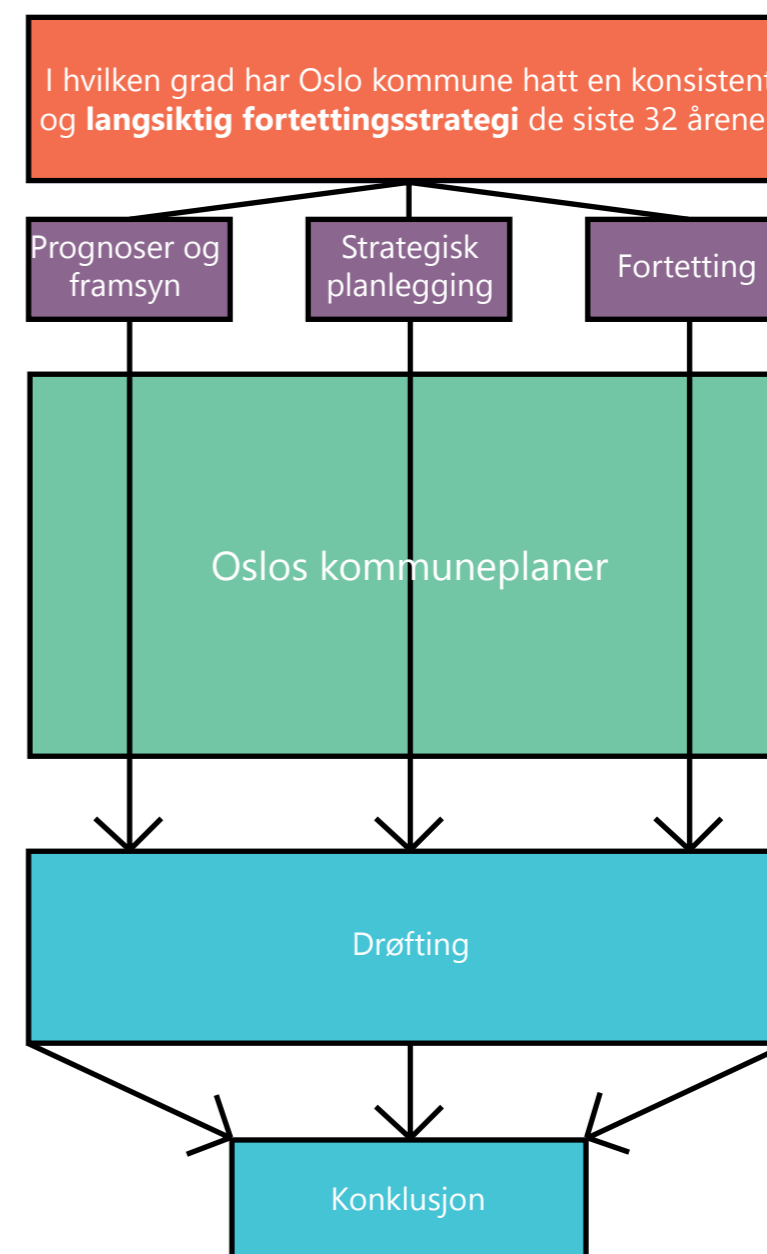 I hvilken grad har Oslo kommune hatt en konsistent
og langsiktig fortettingsstrategi de siste 32 årene
Prognoser og
framsyn
Strategisk
planlegging
Fortetting
Oslos kommuneplaner
Drøfting
Konklusjon